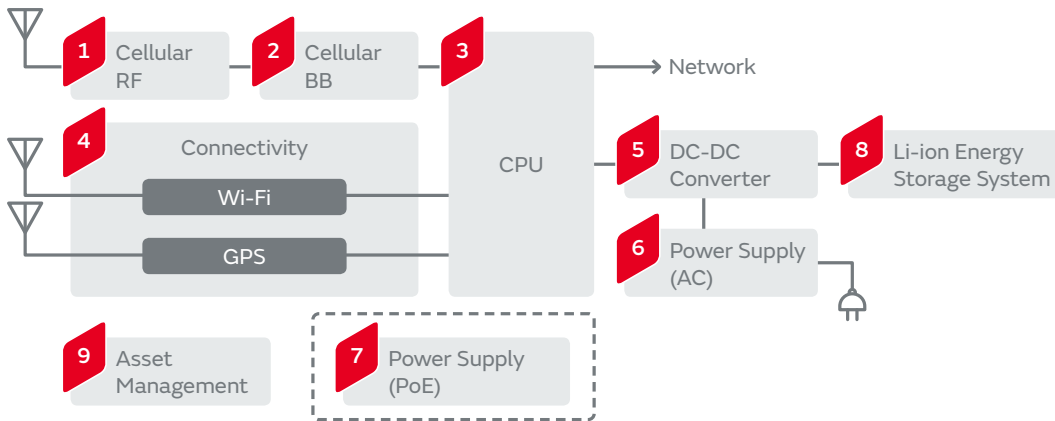 1
Cellular
RF
2
Cellular
BB
3
CPU
Network
4
Connectivity
Wi-Fi
GPS
5
DC-DC
Converter
8
Li-ion Energy
Storage System
6
Power Supply
(AC)
9
Asset
Management
7
Power Supply
(PoE)